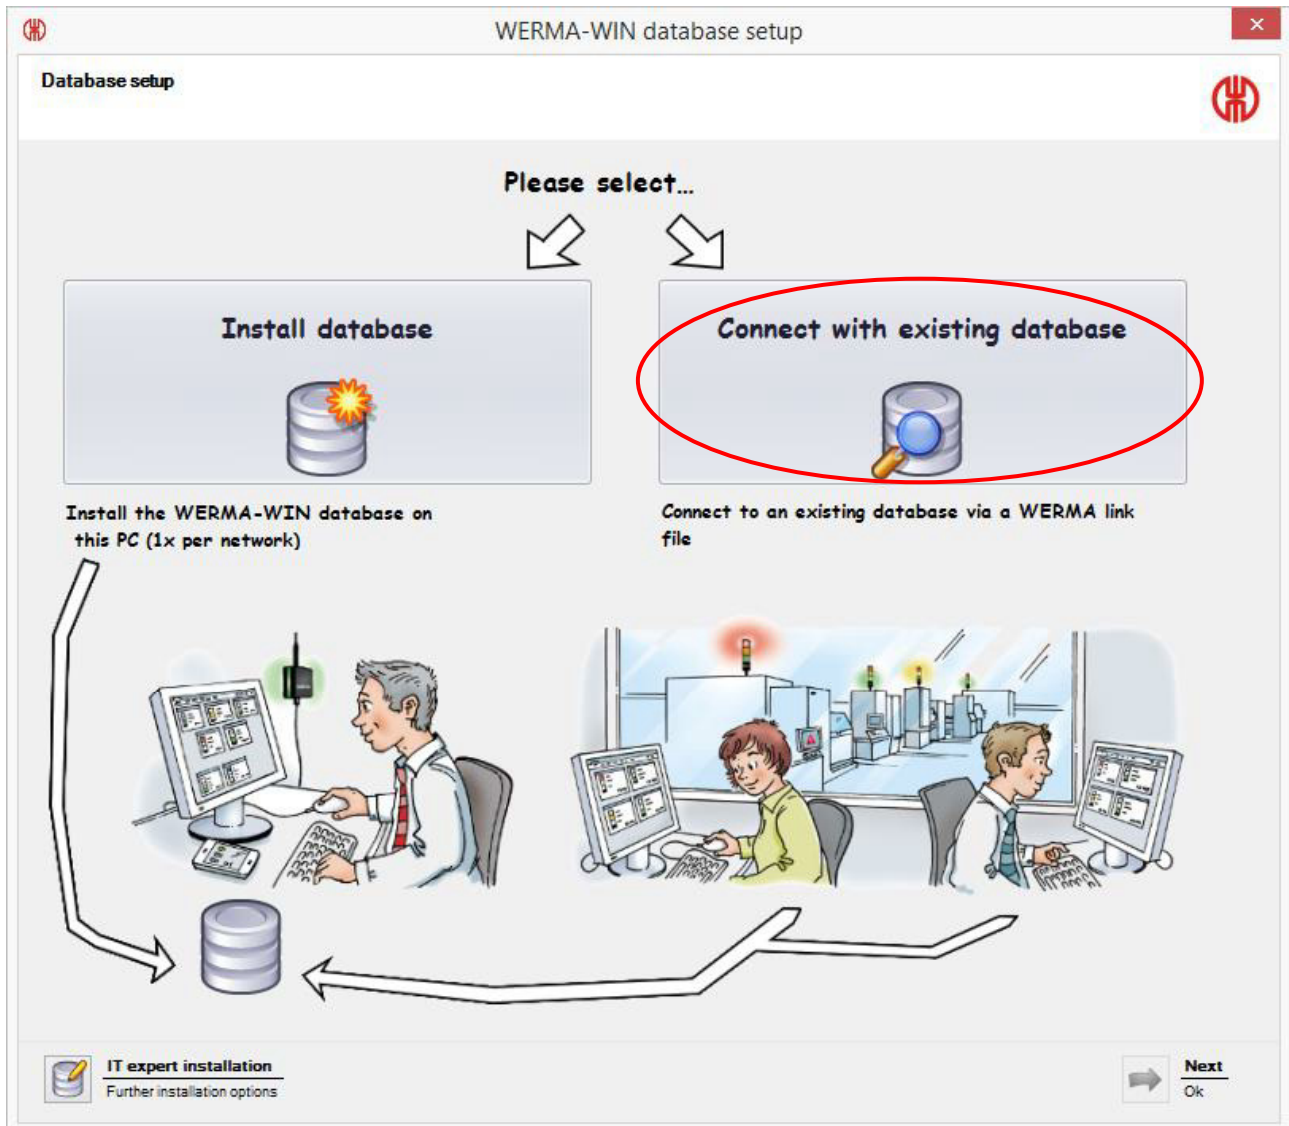 WERMA-WIN database setup
Database setup
Please select...
Install database
Connect with existing database
Install the WERMA-WIN database on
this PC (1x per network)
Connect to an existing database via a WERMA link
file
IT expert installation
Further installation options
Next
Ok